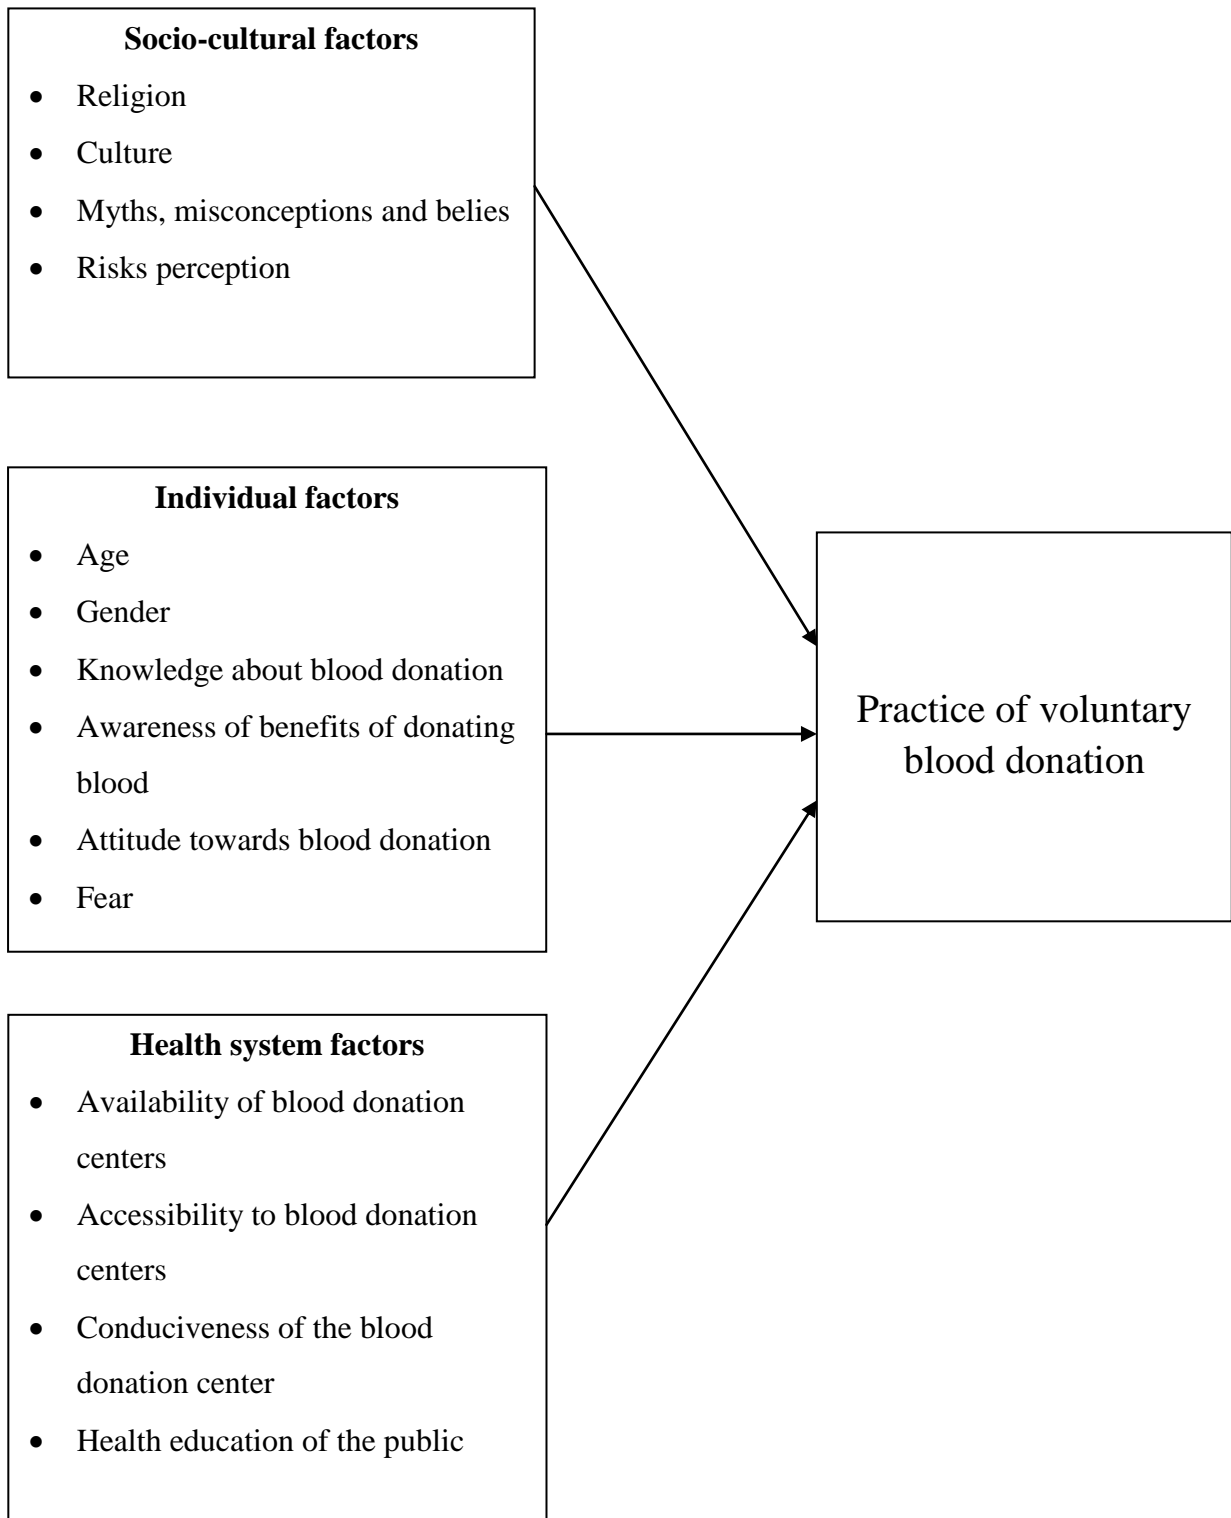 Socio-cultural factors
• Religion
• Culture
• Myths, misconceptions and belies
• Risks perception
Individual factors
• Age
• Gender
• Knowledge about blood donation
• Awareness of benefits of donating
blood
• Attitude towards blood donation
• Fear
Practice of voluntary
blood donation
Health system factors
• Availability of blood donation
centers
• Accessibility to blood donation
centers
• Conduciveness of the blood
donation center
• Health education of the public